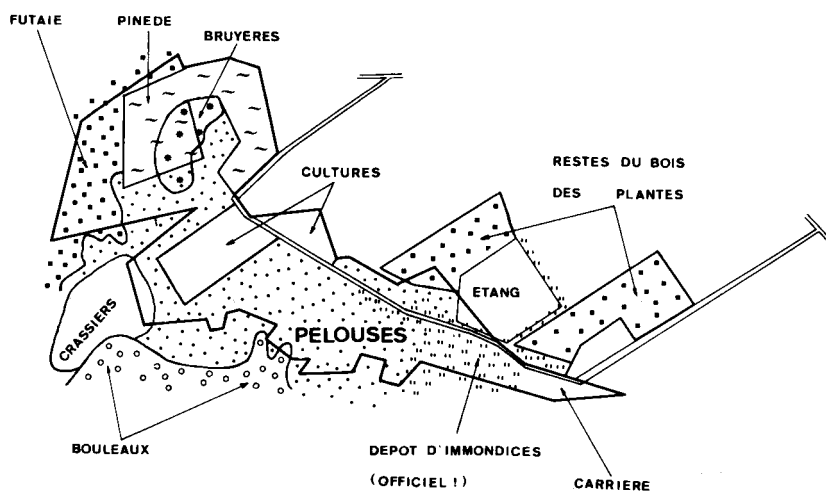 FUTAIE
PINEDE
BRUYERES
CULTURES
RESTES DU BOIS
DES PLANTES
ETANG
CRASSIERS
PELOUSES
BOULEAUX
DEPOT D'IMMONDICES
(OFFICIEL !)
CARRIERE